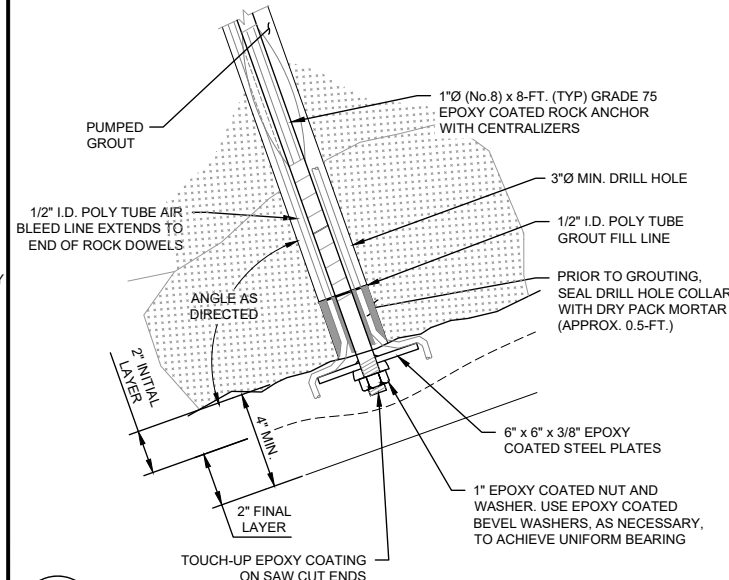 PUMPED
GROUT
1"Ø (No.8) x 8-FT. (TYP) GRADE 75
EPOXY COATED ROCK ANCHOR
WITH CENTRALIZERS
3"Ø MIN. DRILL HOLE
1/2" I.D. POLY TUBE AIR
BLEED LINE EXTENDS TO
END OF ROCK DOWELS
1/2" I.D. POLY TUBE
GROUT FILL LINE
Y
ANGLE AS
DIRECTED
PRIOR TO GROUTING,
SEAL DRILL HOLE COLLAR
WITH DRY PACK MORTAR
(APPROX. 0.5-FT.)
2" INITIAL
LAYER
4" MIN.
6" x 6" x 3/8" EPOXY
COATED STEEL PLATES
2" FINAL
LAYER
1" EPOXY COATED NUT AND
WASHER. USE EPOXY COATED
BEVEL WASHERS, AS NECESSARY,
TO ACHIEVE UNIFORM BEARING
TOUCH-UP EPOXY COATING
ON SAW CUT ENDS